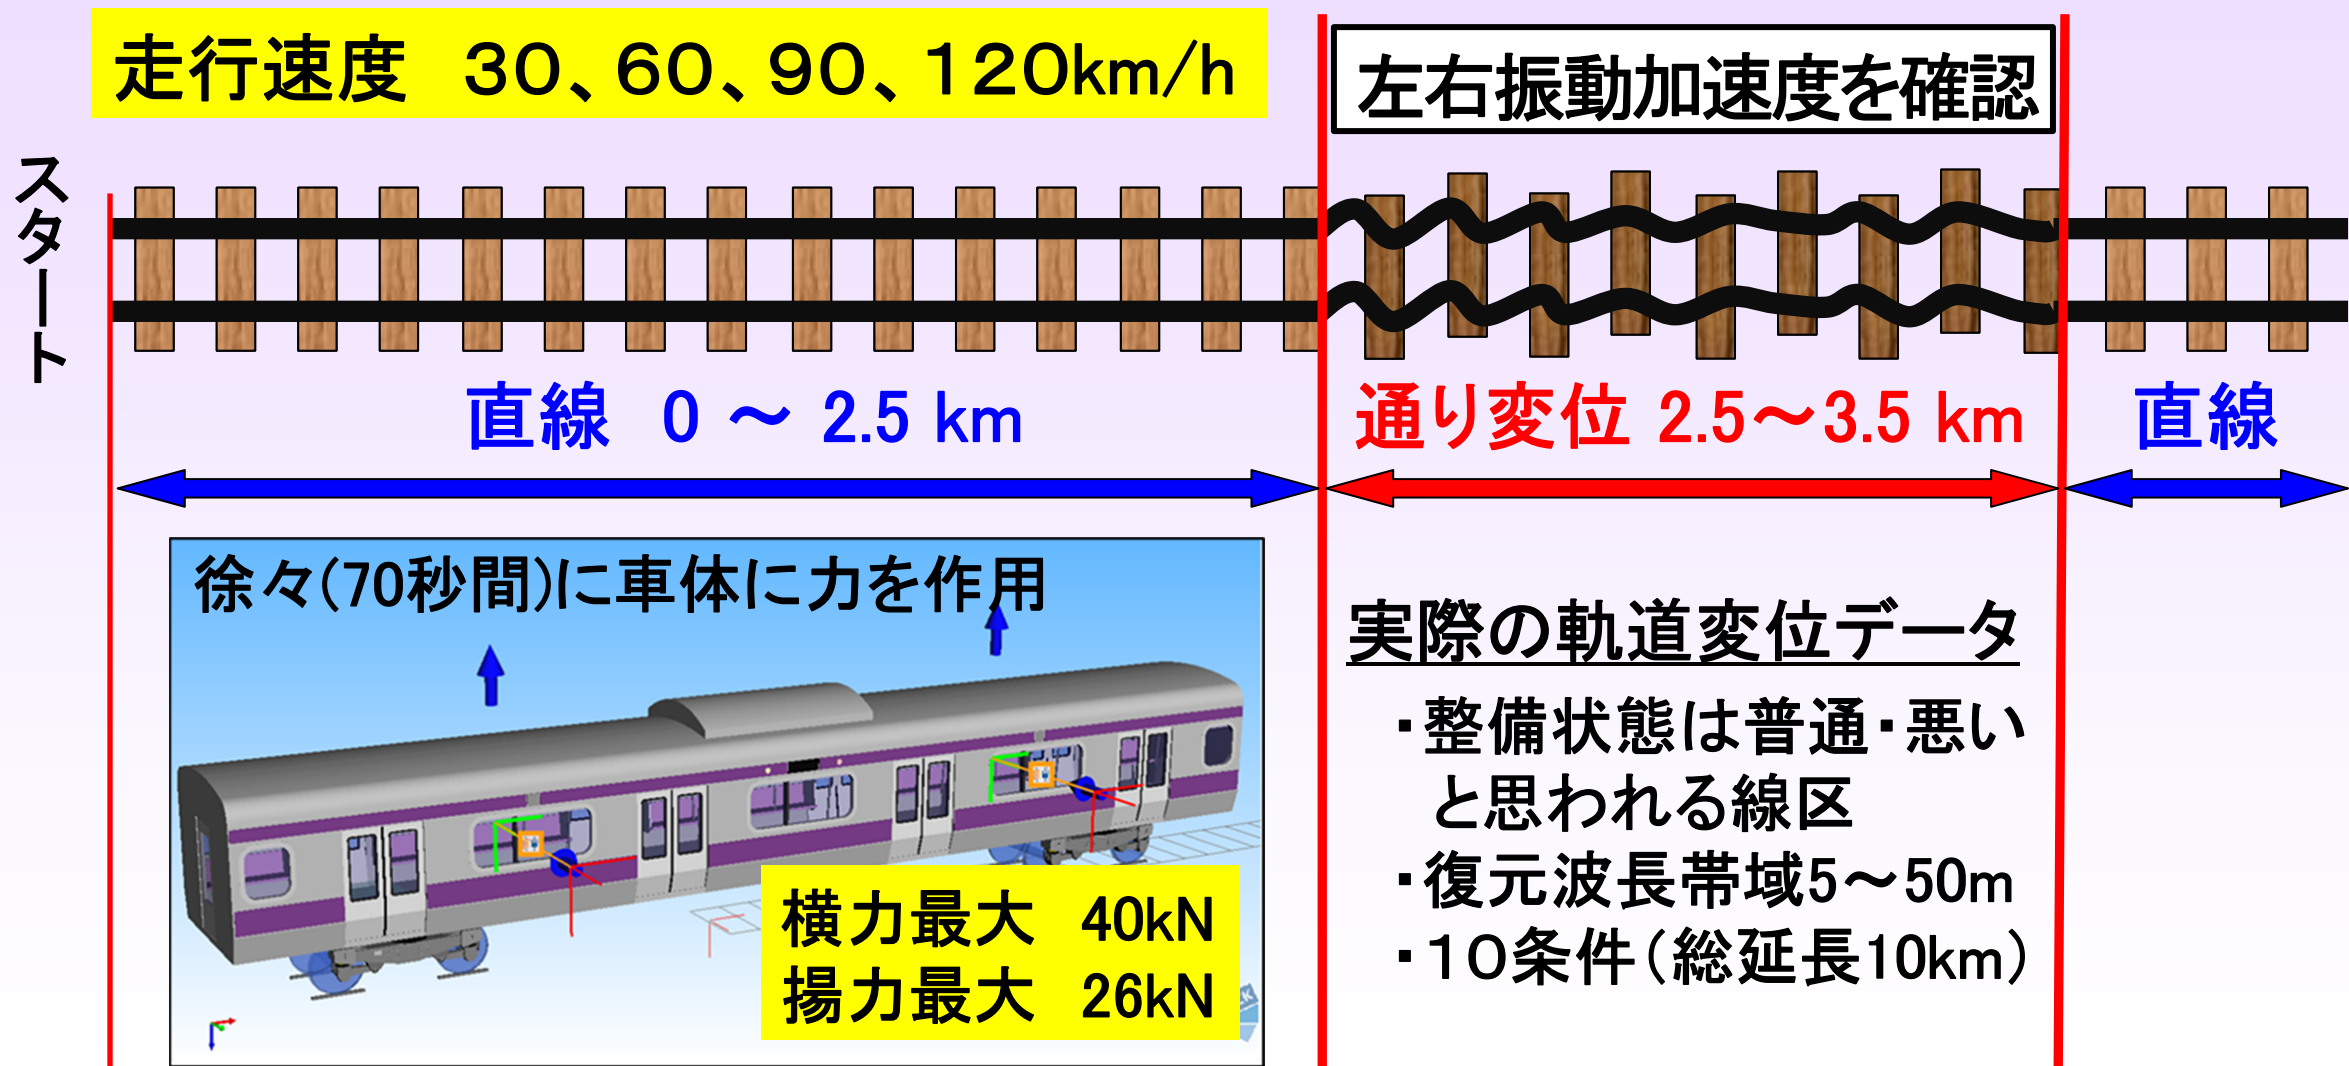 走行速度　３０、６０、９０、１２０km/h
左右振動加速度を確認
スタート
直線　0 ～ 2.5 km
通り変位 2.5～3.5 km
直線
徐々(70秒間)に車体に力を作用
横力最大　40kN
揚力最大　26kN
実際の軌道変位データ
・整備状態は普通・悪い
と思われる線区
・復元波長帯域5～50m
・１０条件（総延長10km）